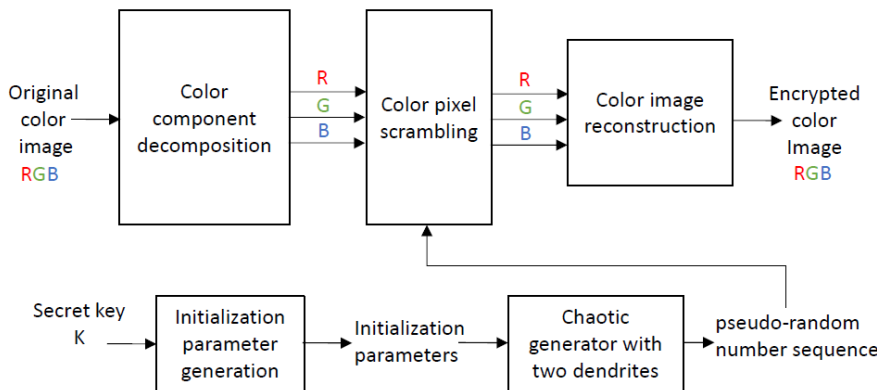 Original
color
image
RGB
Color
component
decomposition
R
G
B
Color pixel
scrambling
R
G
B
Color image
reconstruction
Encrypted
color
Image
RGB
Secret key
K
Initialization
parameter
generation
Initialization
parameters
Chaotic
generator with
two dendrites
pseudo-random
number sequence